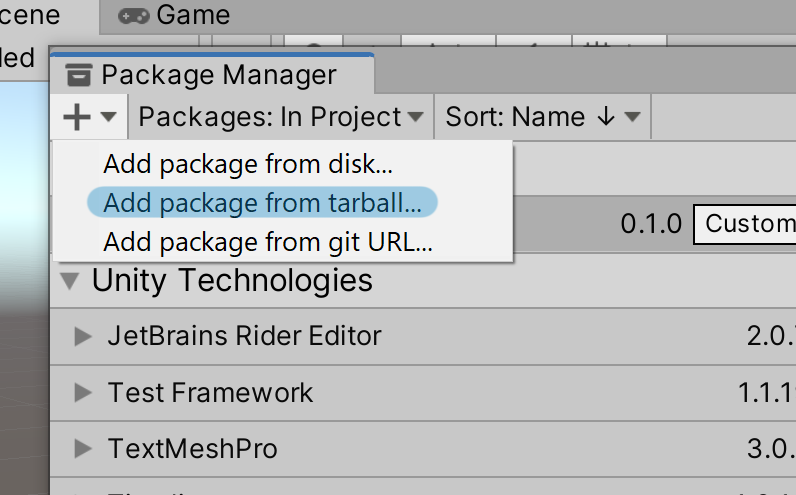 Game
Package Manager
Packages: In Project
Sort: Name
Add package from disk...
Add package from tarball...
Add package from git URL...
0.1.0
Custom
Unity Technologies
JetBrains Rider Editor
2.0.
Test Framework
1.1.1
TextMeshPro
3.0.